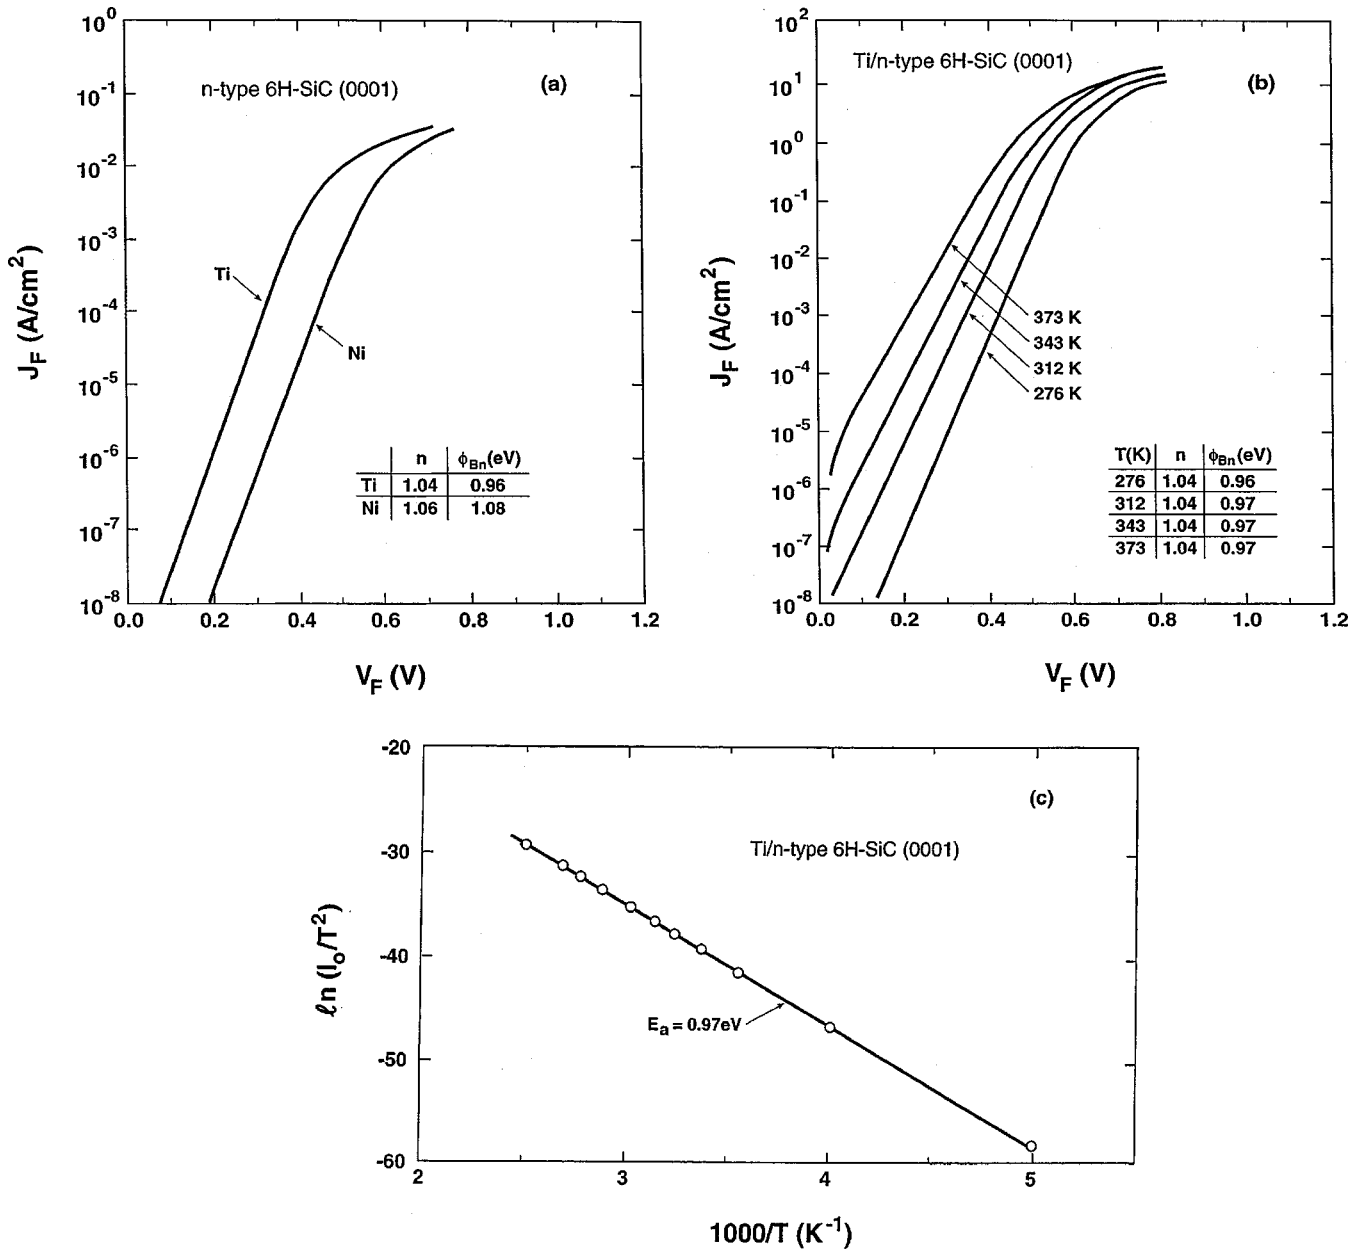 n-type 6H-SiC (0001)
(a)
10^0
10^-1
10^-2
10^-3
10^-4
10^-5
10^-6
10^-7
10^-8
J_F (A/cm^2)
Ti
Ni
n ϕ_Bn(eV)
Ti 1.04 0.96
Ni 1.06 1.08
0.0 0.2 0.4 0.6 0.8 1.0 1.2
V_F (V)
Ti/n-type 6H-SiC (0001)
(b)
10^2
10^1
10^0
10^-1
10^-2
10^-3
10^-4
10^-5
10^-6
10^-7
10^-8
J_F (A/cm^2)
373 K
343 K
312 K
276 K
T(K) n ϕ_Bn(eV)
276 1.04 0.96
312 1.04 0.97
343 1.04 0.97
373 1.04 0.97
0.0 0.2 0.4 0.6 0.8 1.0 1.2
V_F (V)
(c)
Ti/n-type 6H-SiC (0001)
-20
-30
-40
-50
-60
ℓn (I_o/T^2)
E_a = 0.97eV
2 3 4 5
1000/T (K^-1)